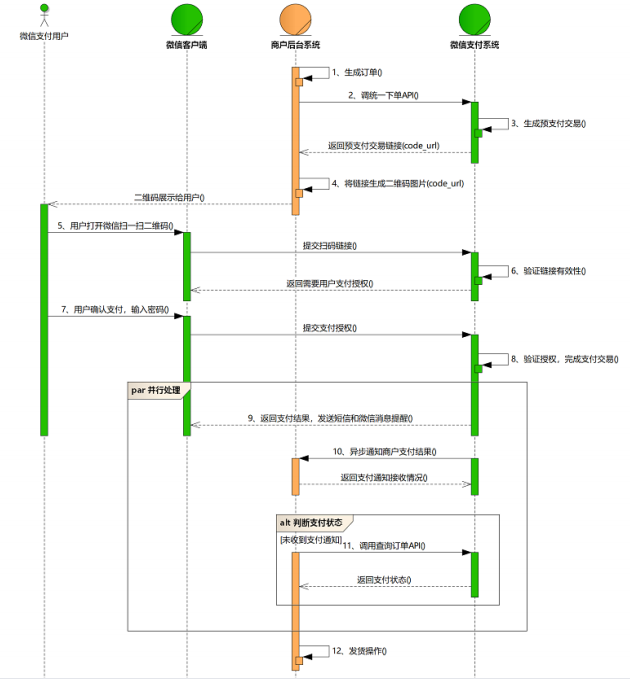 微信支付用户
微信客户端
商户后台系统
微信支付系统
1、生成订单()
2、调统一下单API()
3、生成预支付交易()
返回预支付交易链接(code_url)
4、将链接生成二维码图片(code_url)
二维码展示给用户()
5、用户打开微信扫一扫二维码()
提交扫码链接()
6、验证链接有效性()
返回需要用户支付授权()
7、用户确认支付，输入密码()
提交支付授权()
8、验证授权，完成支付交易()
par 并行处理
9、返回支付结果，发送短信和微信消息提醒()
10、异步通知商户支付结果()
返回支付通知接收情况()
alt 判断支付状态
[未收到支付通知]
11、调用查询订单API()
返回支付状态()
12、发货操作()